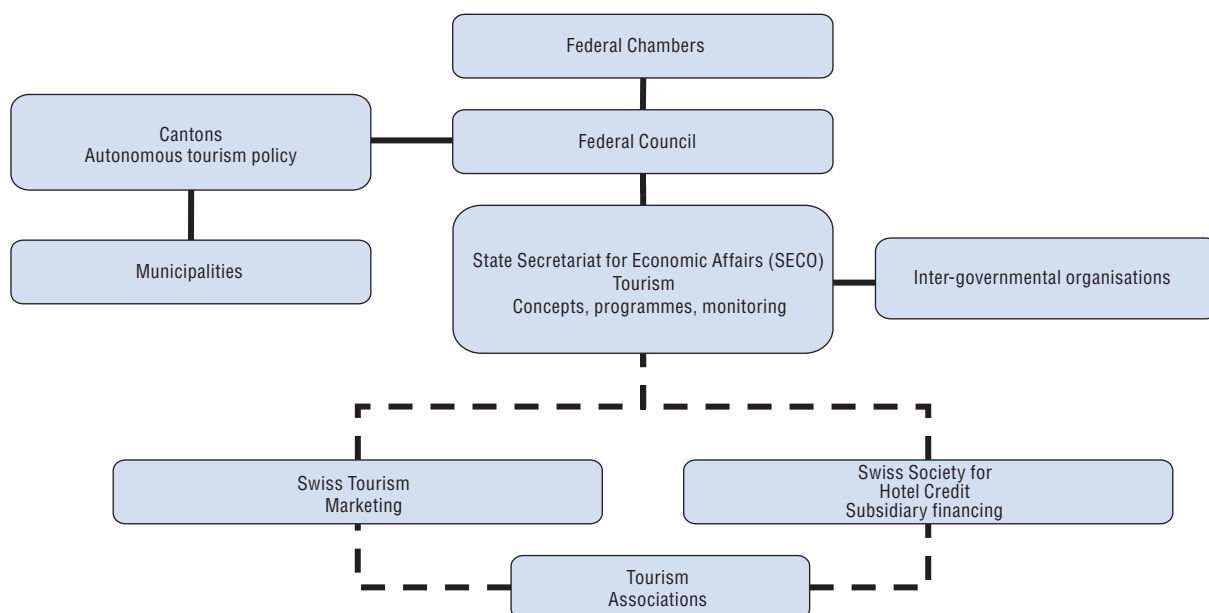 Federal Chambers
Cantons
Autonomous tourism policy
Federal Council
Municipalities
State Secretariat for Economic Affairs (SECO)
Tourism
Concepts, programmes, monitoring
Inter-governmental organisations
Swiss Tourism
Marketing
Swiss Society for
Hotel Credit
Subsidiary financing
Tourism
Associations